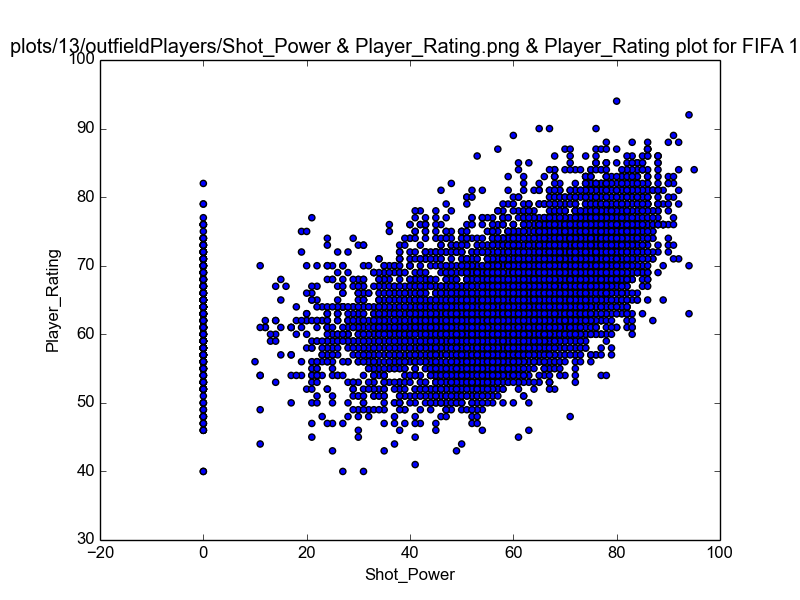 plots/13/outfieldPlayers/Shot_Power & Player_Rating.png & Player_Rating plot for FIFA 1
100
90
80
70
60
50
40
30
Player_Rating
−20 0 20 40 60 80 100
Shot_Power